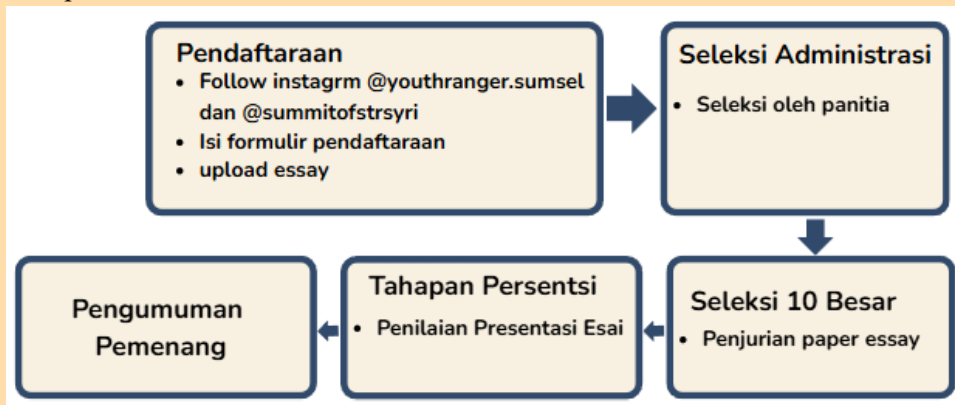 Pendaftaraan
• Follow instagrm @youthranger.sumsel
dan @summitofstrsyri
• Isi formulir pendaftaraan
• upload essay
Seleksi Administrasi
• Seleksi oleh panitia
Seleksi 10 Besar
• Penjurian paper essay
Tahapan Persentsi
• Penilaian Presentasi Esai
Pengumuman
Pemenang